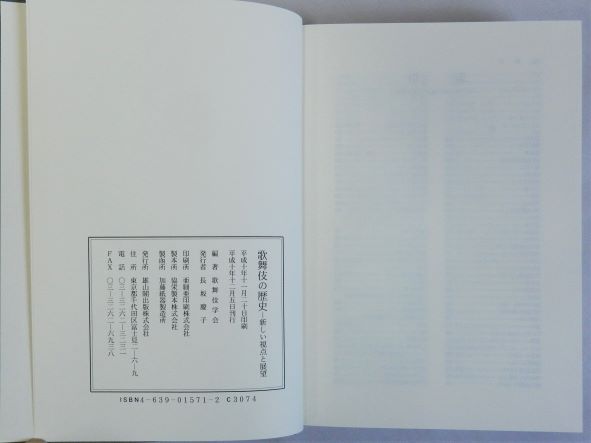 歌舞伎の歴史―新しい視点と展望
平成十年十一月二十日印刷
平成十年十二月五日刊行
編著 歌舞伎学会
発行者 長坂慶子
印刷所 亜細亜印刷株式会社
製本所 協栄製本株式会社
製函所 加藤紙器製造所
発行所 雄山閣出版株式会社
住所 東京都千代田区富士見二―六―九
電話 〇三―三二六二―三二三一
FAX 〇三―三二六二―六九三八
ISBN4-639-01571-2 C3074